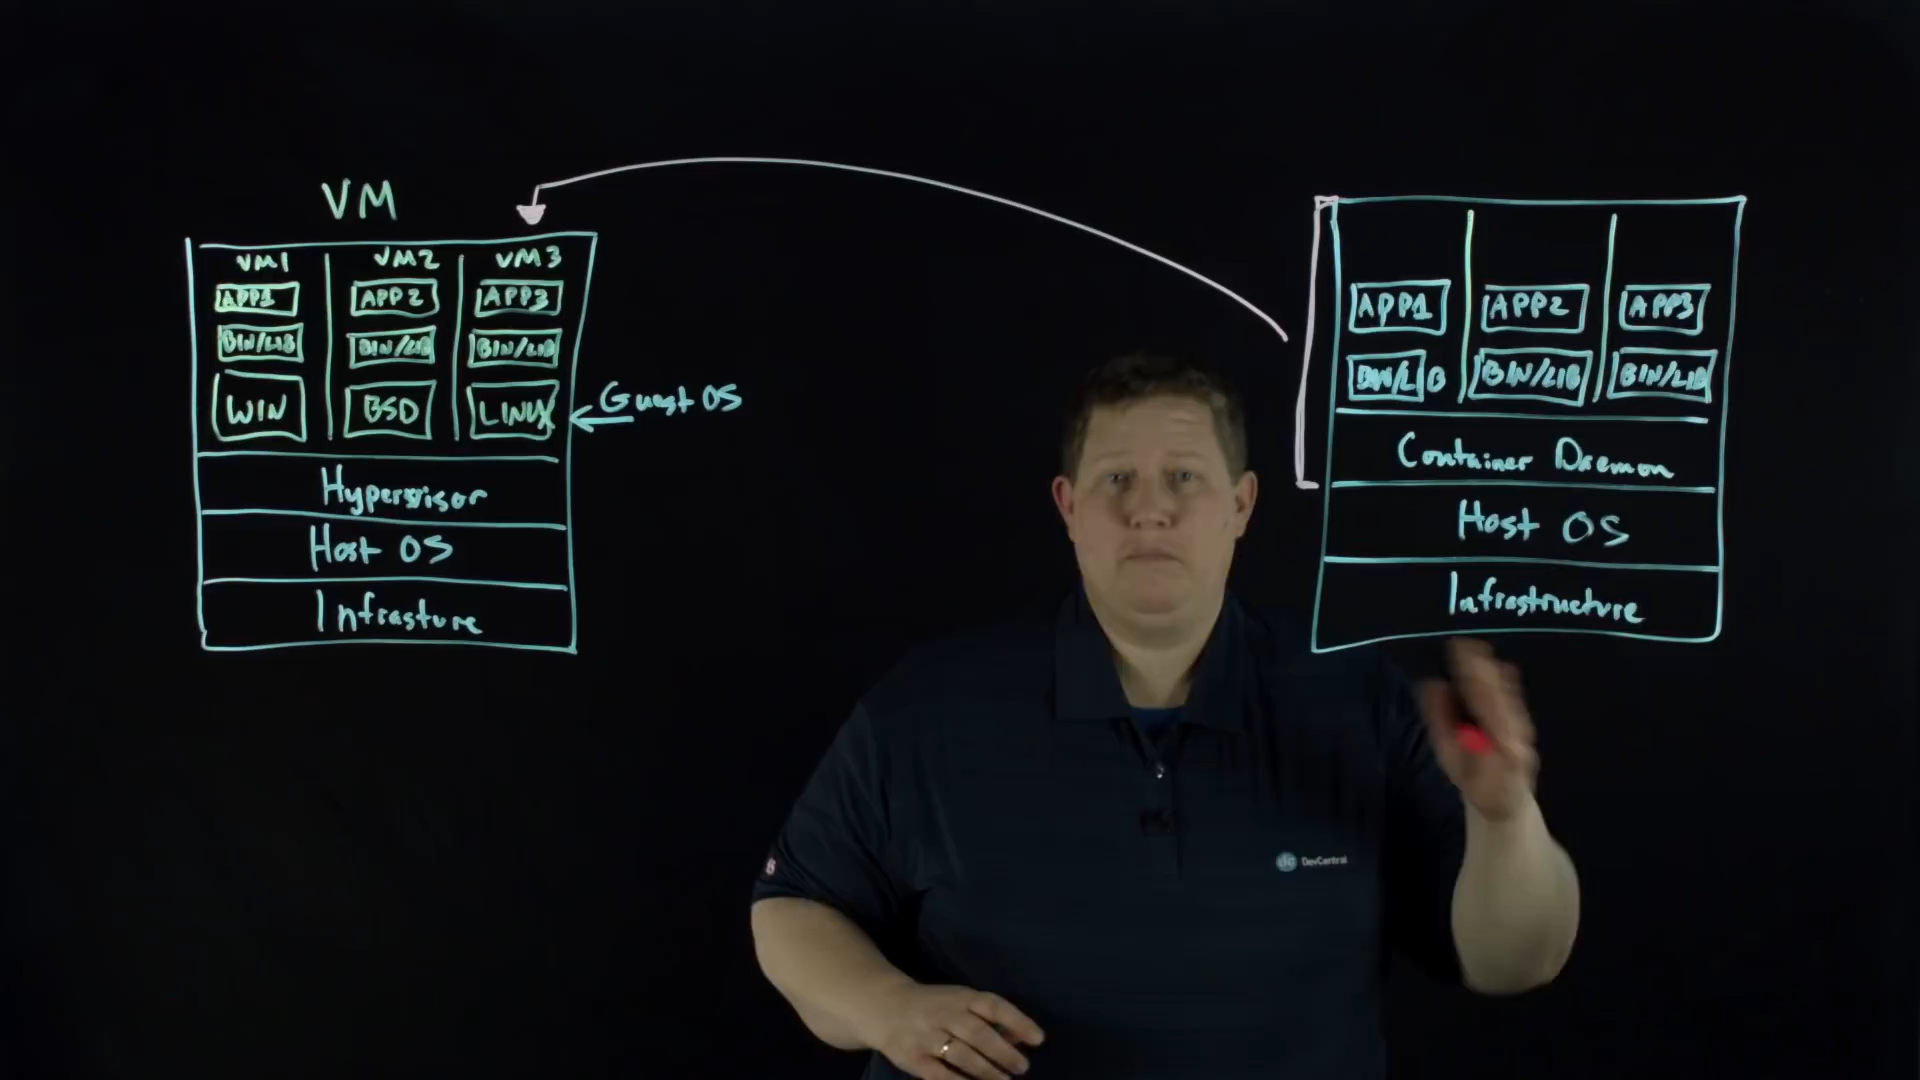 VM
VM1 VM2 VM3
APP1 APP2 APP3
BIN/LIB BIN/LIB BIN/LIB
WIN BSD LINUX
Guest OS
Hypervisor
Host OS
Infrasture
APP1 APP2 APP3
BIN/LIB BIN/LIB BIN/LIB
Container Daemon
Host OS
Infrastructure
DevCentral